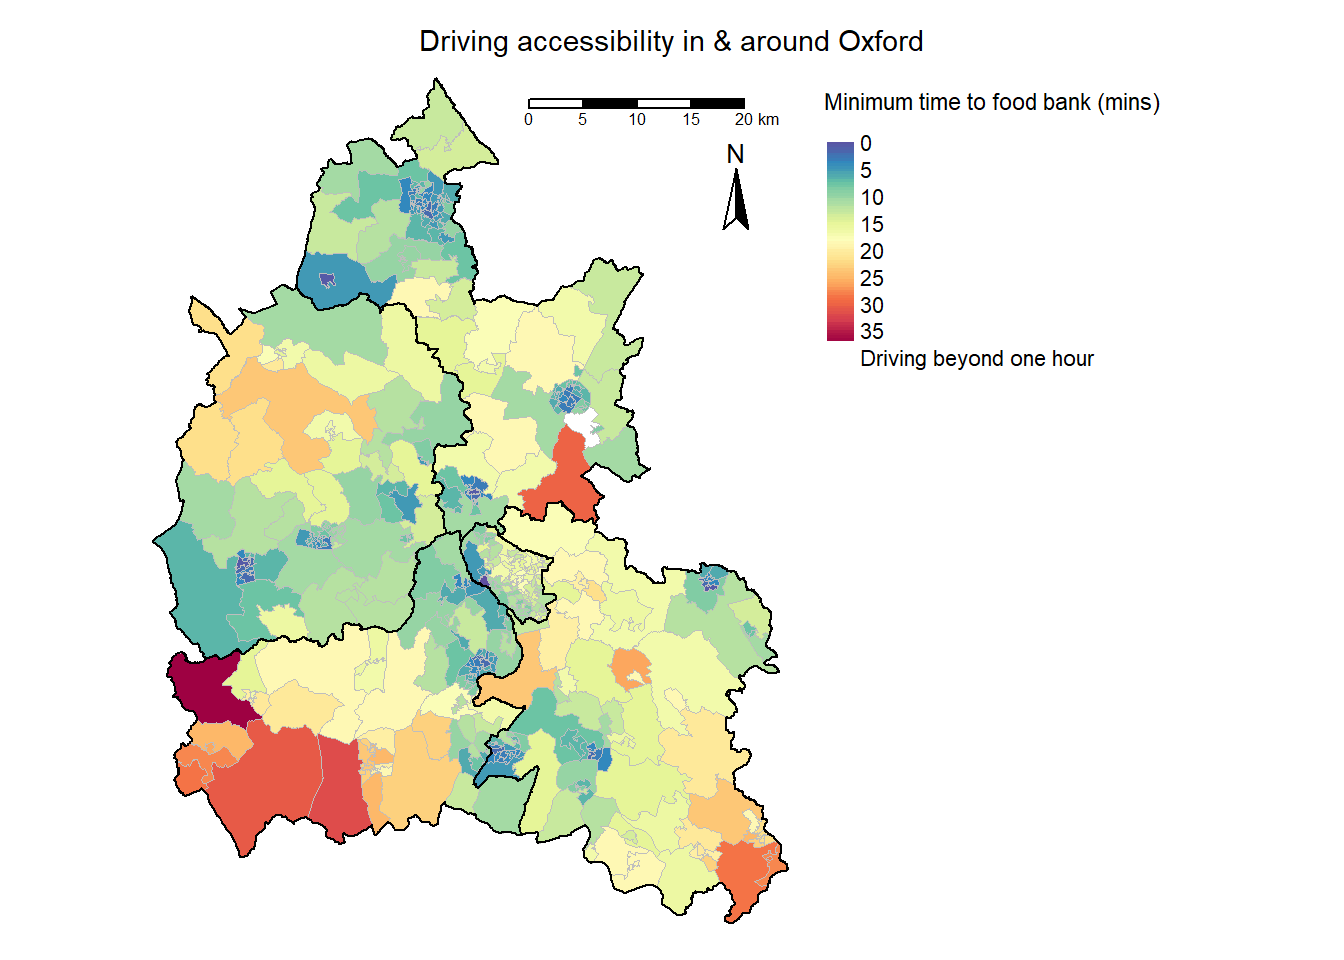 Driving accessibility in & around Oxford
0 5 10 15 20 km
N
Minimum time to food bank (mins)
0
5
10
15
20
25
30
35
Driving beyond one hour